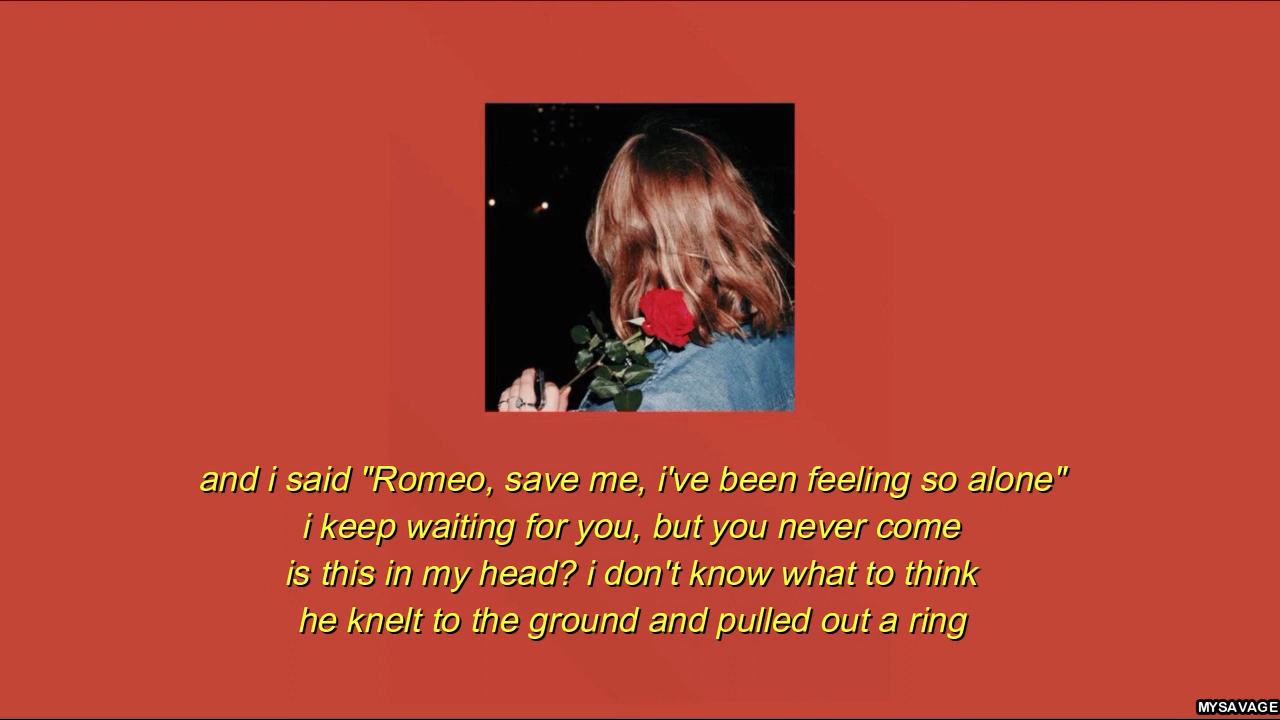 and i said "Romeo, save me, i've been feeling so alone"
i keep waiting for you, but you never come
is this in my head? i don't know what to think
he knelt to the ground and pulled out a ring
MYSAVAGE